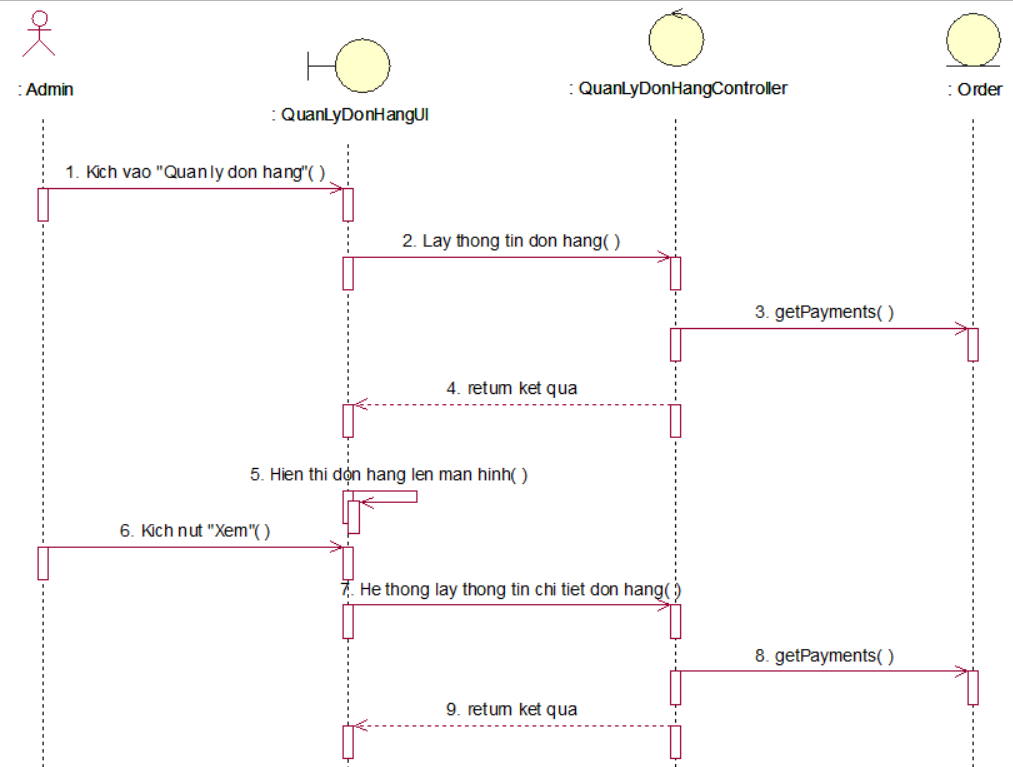 : Admin
: QuanLyDonHangUI
: QuanLyDonHangController
: Order
1. Kich vao "Quan ly don hang"( )
2. Lay thong tin don hang( )
3. getPayments( )
4. return ket qua
5. Hien thi don hang len man hinh( )
6. Kich nut "Xem"( )
7. He thong lay thong tin chi tiet don hang( )
8. getPayments( )
9. return ket qua